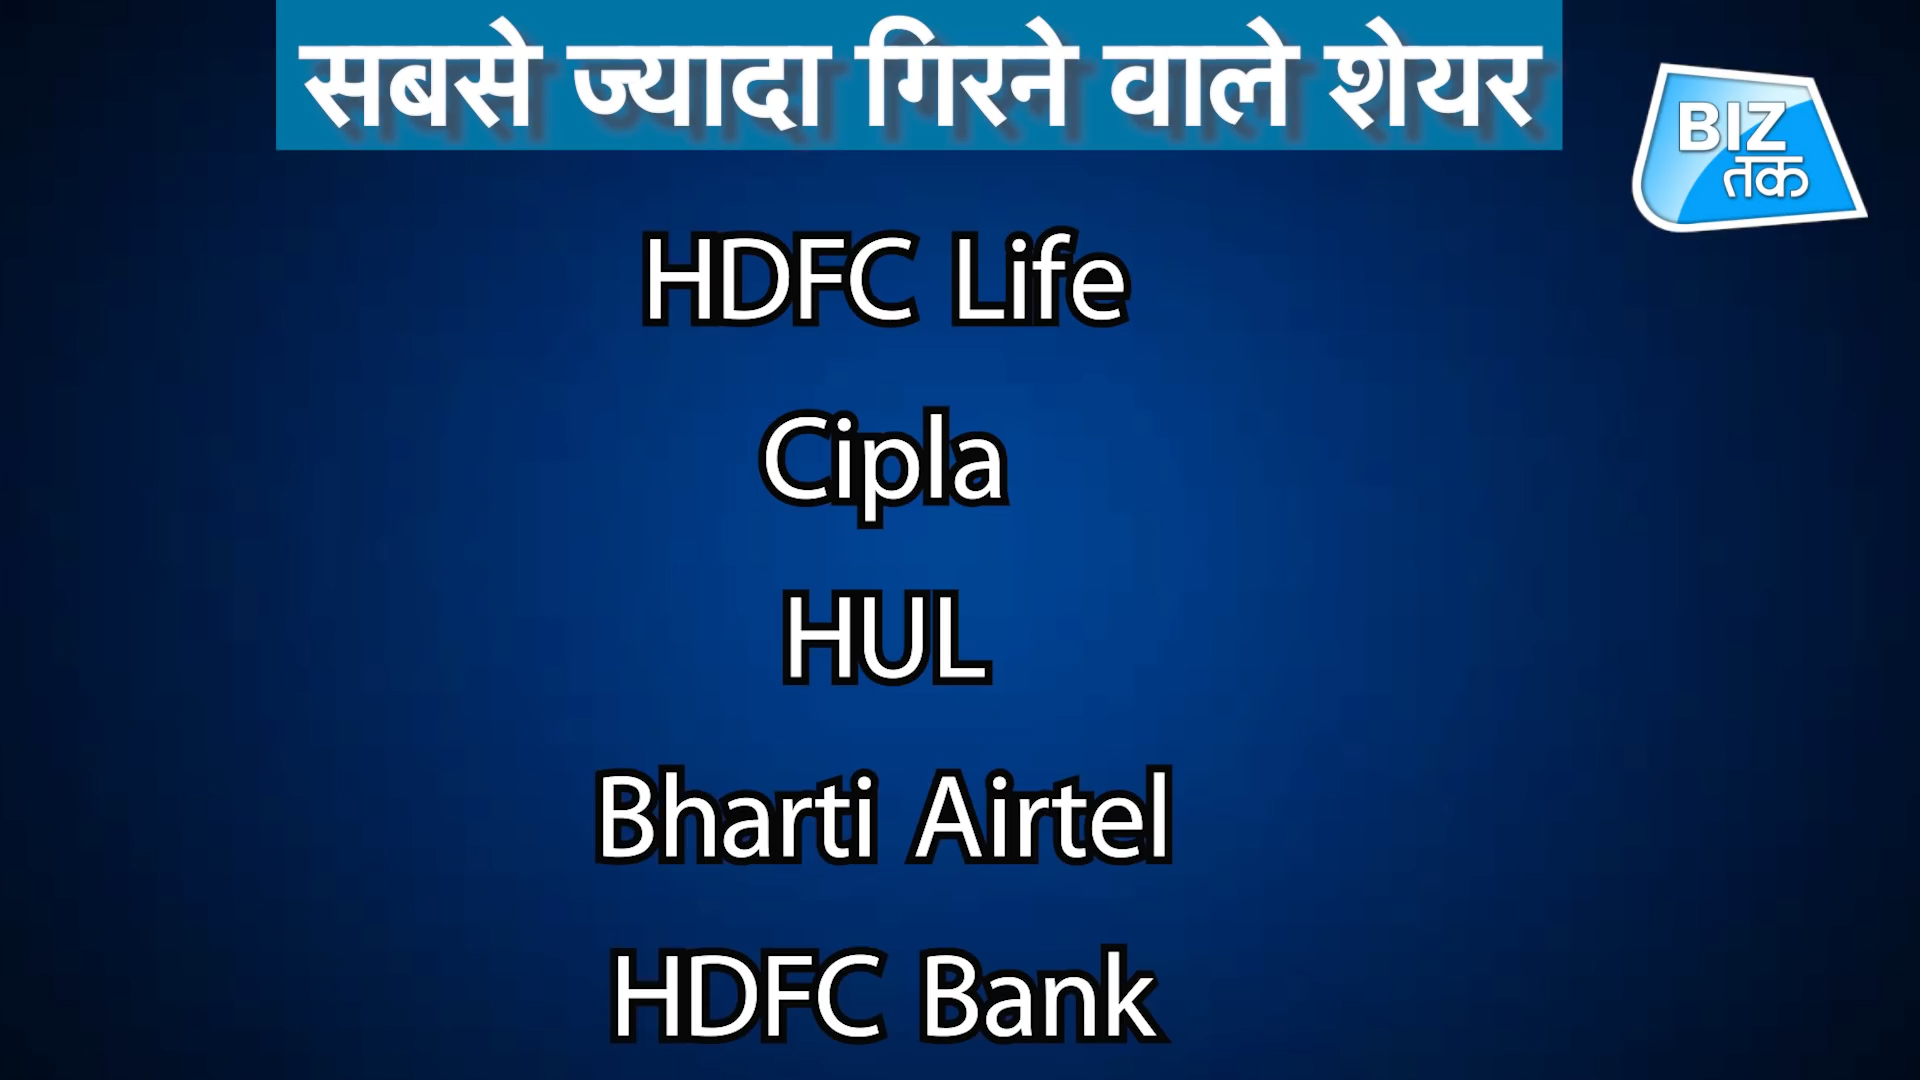 सबसे ज्यादा गिरने वाले शेयर
BIZ
तक
HDFC Life
Cipla
HUL
Bharti Airtel
HDFC Bank